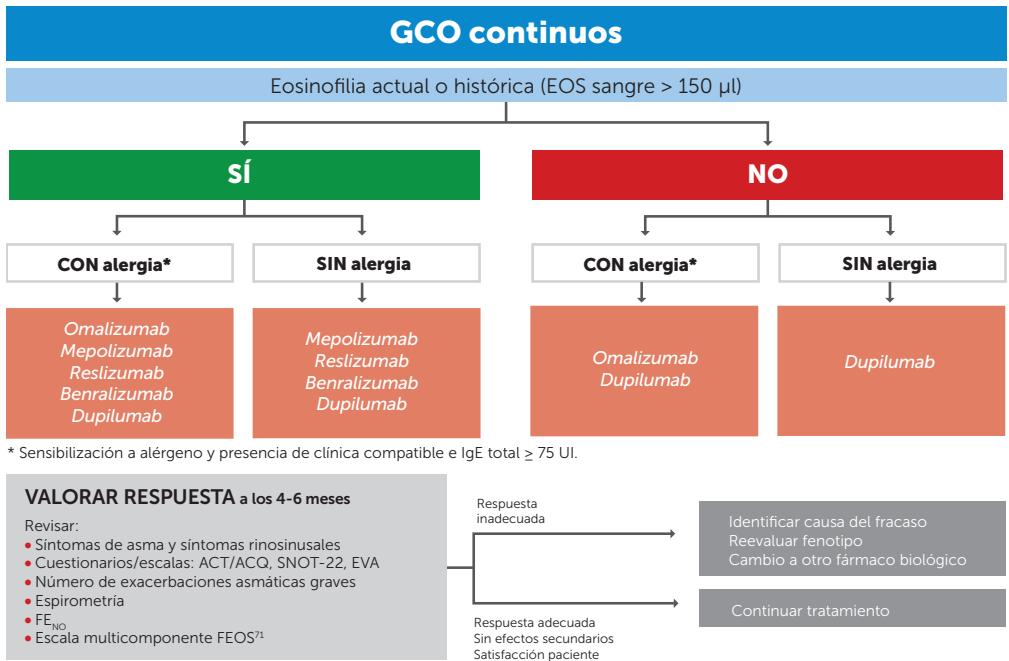 GCO continuos
Eosinofilia actual o histórica (EOS sangre > 150 µl)
SÍ
NO
CON alergia*
SIN alergia
CON alergia*
SIN alergia
Omalizumab
Mepolizumab
Reslizumab
Benralizumab
Dupilumab
Mepolizumab
Reslizumab
Benralizumab
Dupilumab
Omalizumab
Dupilumab
Dupilumab
* Sensibilización a alérgeno y presencia de clínica compatible e IgE total ≥ 75 UI.
VALORAR RESPUESTA a los 4-6 meses
Revisar:
• Síntomas de asma y síntomas rinosinusales
• Cuestionarios/escalas: ACT/ACQ, SNOT-22, EVA
• Número de exacerbaciones asmáticas graves
• Espirometría
• FENO
• Escala multicomponente FEOS71
Respuesta
inadecuada
Identificar causa del fracaso
Reevaluar fenotipo
Cambio a otro fármaco biológico
Respuesta adecuada
Sin efectos secundarios
Satisfacción paciente
Continuar tratamiento